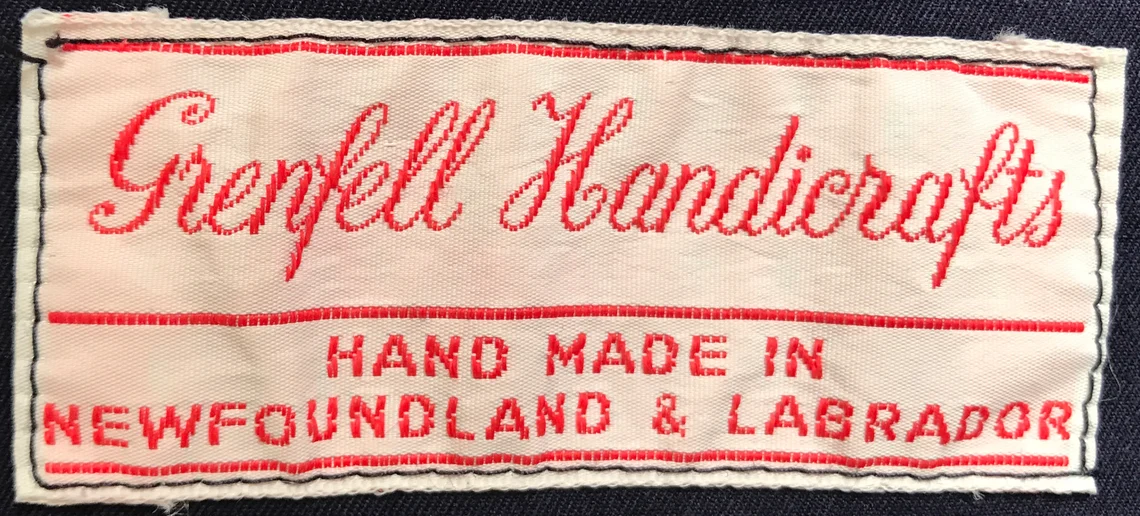 Grenfell Handicrafts
HAND MADE IN
NEWFOUNDLAND & LABRADOR